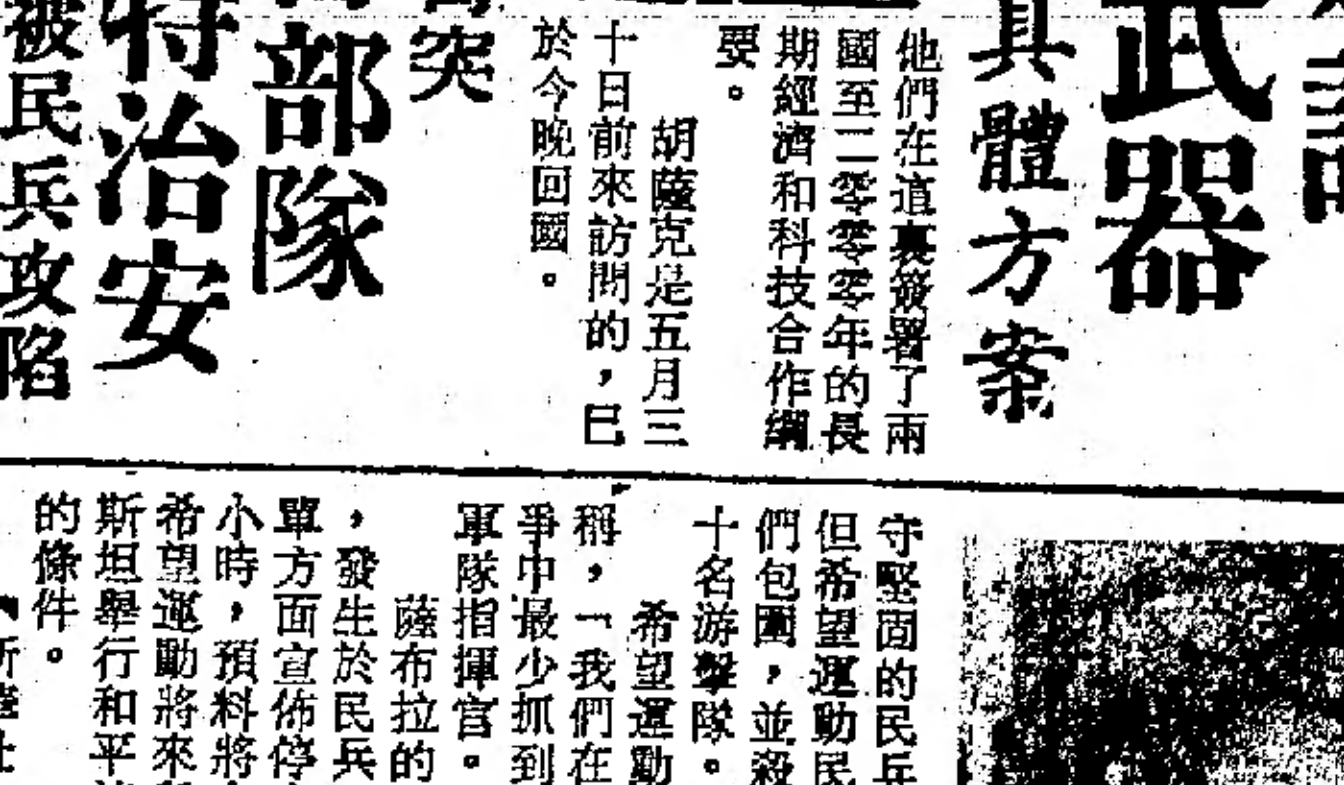 武器
具體方案
他們在這裏簽署了兩
國至二零零零年的長
期經濟和科技合作綱
要。
胡薩克是五月三
十日前來訪問的，已
於今晚回國。
突
部隊
持治安
被民兵攻陷
守堅固的民兵
但希望運動民
們包圍，並殺
十名游擊隊。
希望運動
稱，「我們在
爭中最少抓到
軍隊指揮官。
薩布拉的
，發生於民兵
單方面宣佈停
小時，預料將
希望運動將來
斯坦舉行和平
的條件。